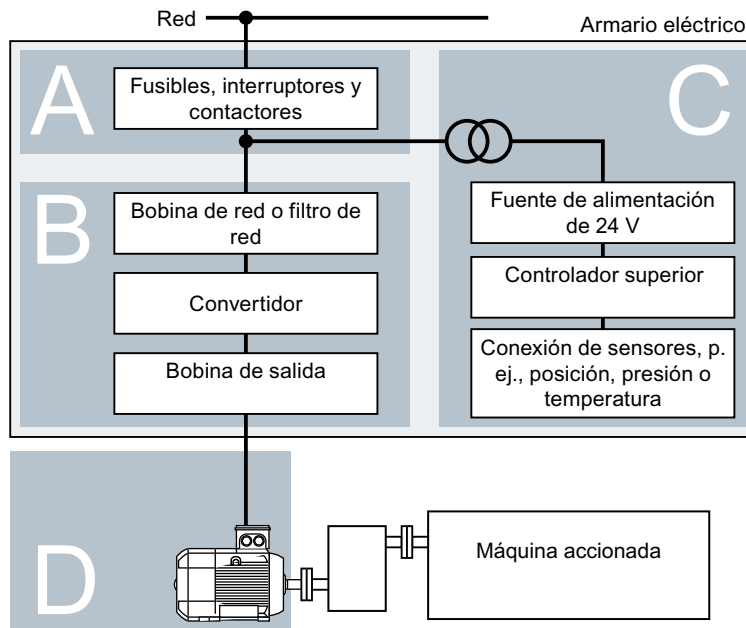 Red
Armario eléctrico
A
Fusibles, interruptores y
contactores
C
B
Bobina de red o filtro de
red
Convertidor
Bobina de salida
Fuente de alimentación
de 24 V
Controlador superior
Conexión de sensores, p.
ej., posición, presión o
temperatura
D
Máquina accionada